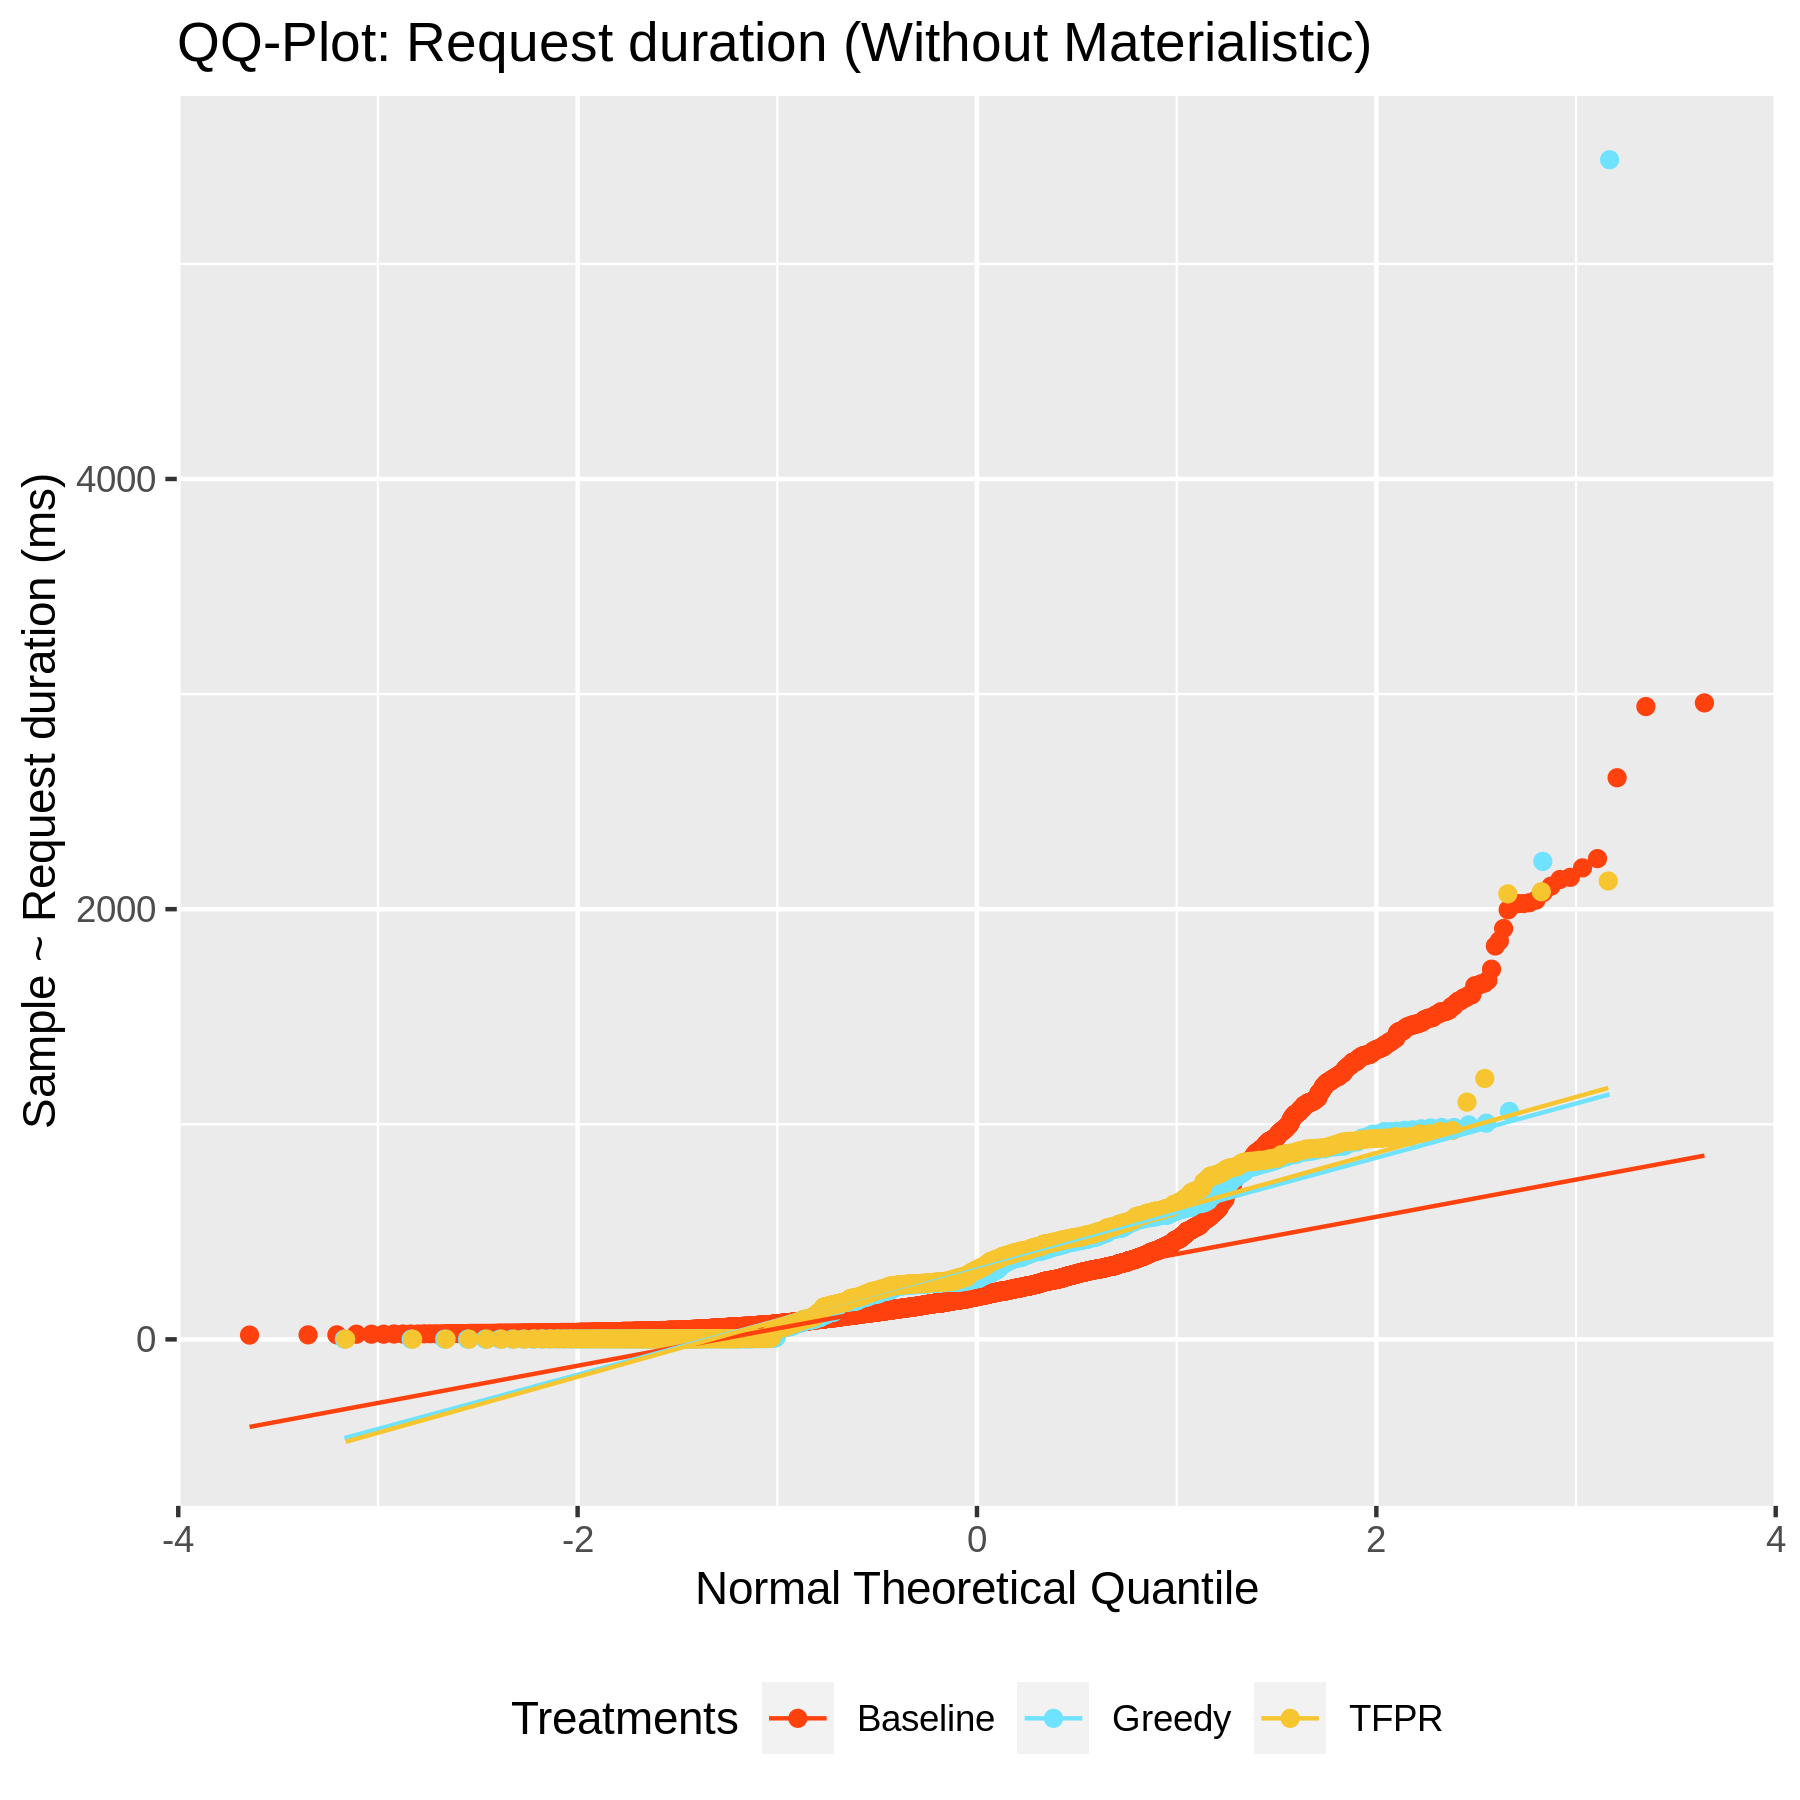 QQ-Plot: Request duration (Without Materialistic)
Sample ~ Request duration (ms)
4000
2000
0
-4
-2
0
2
4
Normal Theoretical Quantile
Treatments
Baseline
Greedy
TFPR